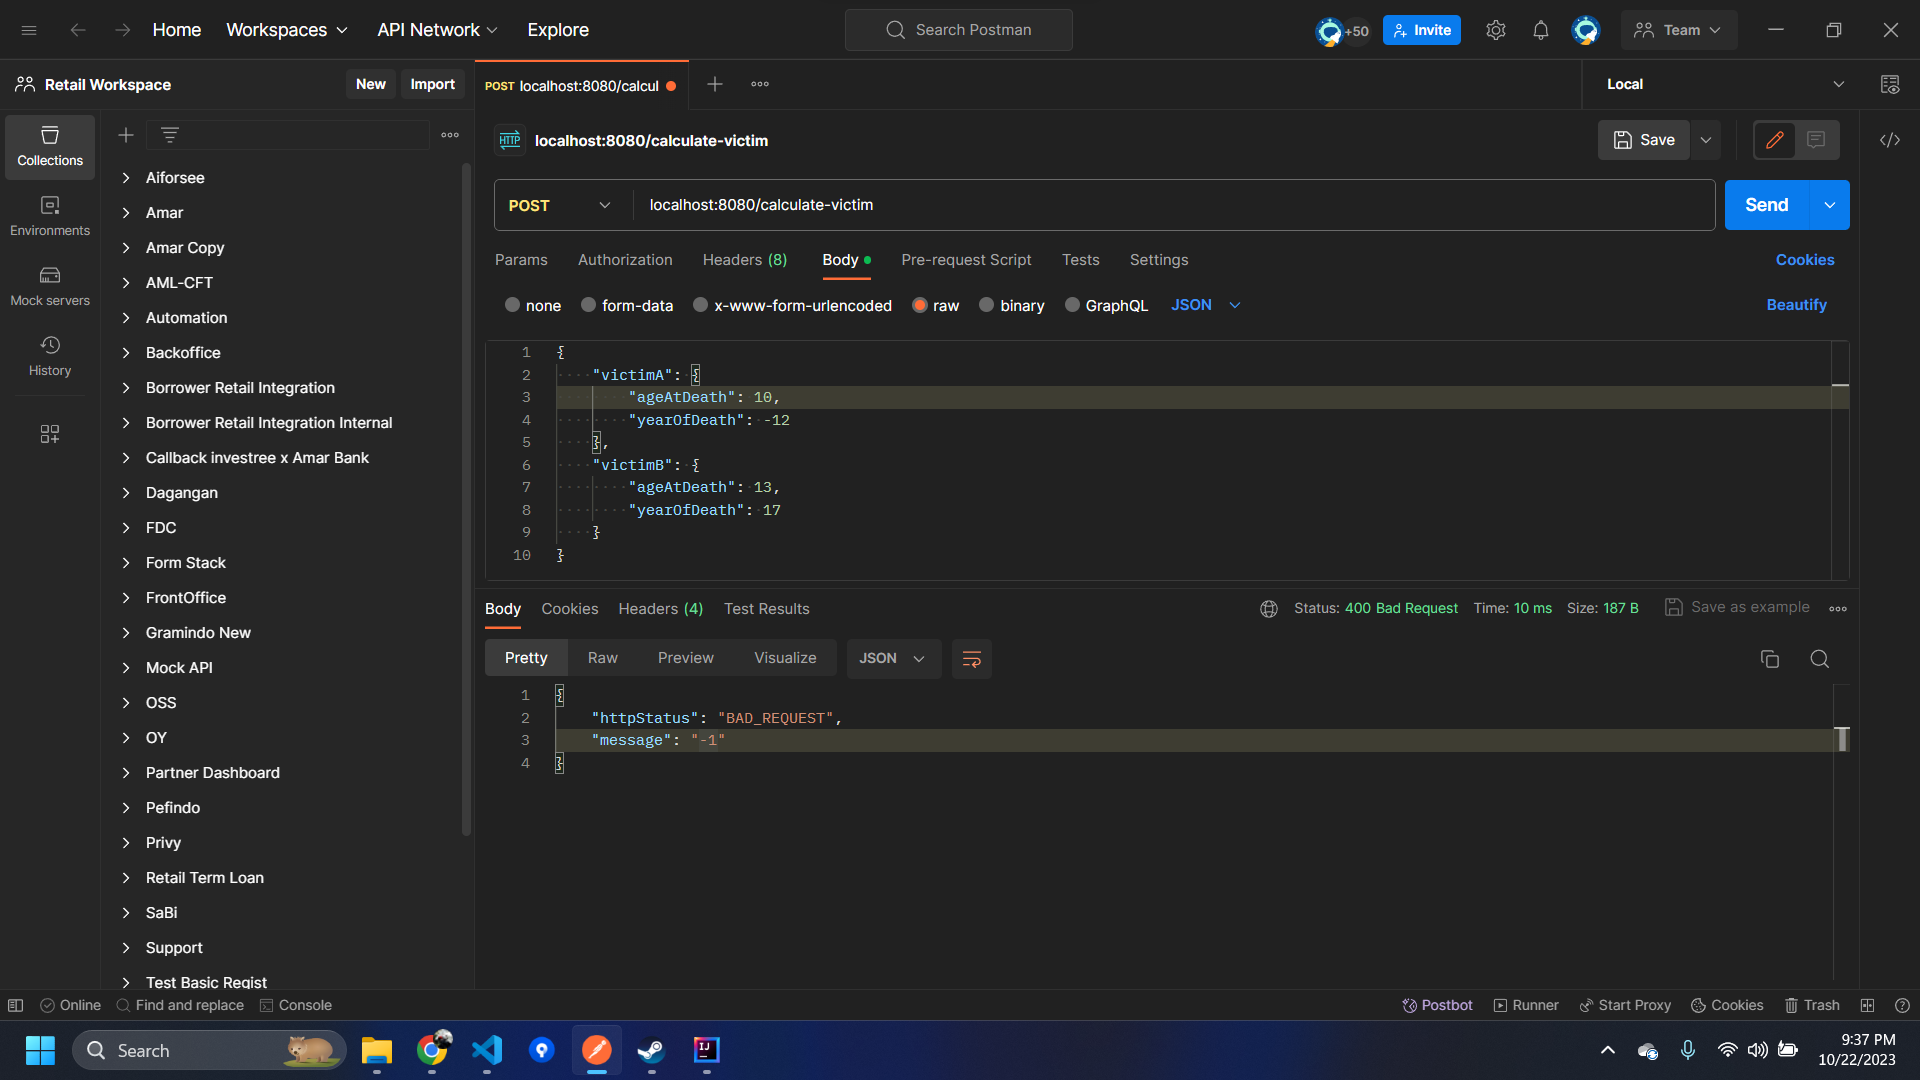 Home
Workspaces
API Network
Explore
Search Postman
+50
Invite
Team
Retail Workspace
New
Import
POST localhost:8080/calcul
Local
Collections
Environments
Mock servers
History
Aiforsee
Amar
Amar Copy
AML-CFT
Automation
Backoffice
Borrower Retail Integration
Borrower Retail Integration Internal
Callback investree x Amar Bank
Dagangan
FDC
Form Stack
FrontOffice
Gramindo New
Mock API
OSS
OY
Partner Dashboard
Pefindo
Privy
Retail Term Loan
SaBi
Support
Test Basic Regist
HTTP
localhost:8080/calculate-victim
Save
POST
localhost:8080/calculate-victim
Send
Params
Authorization
Headers (8)
Body
Pre-request Script
Tests
Settings
Cookies
none
form-data
x-www-form-urlencoded
raw
binary
GraphQL
JSON
Beautify
1 {
2 "victimA": {
3 "ageAtDeath": 10,
4 "yearOfDeath": -12
5 },
6 "victimB": {
7 "ageAtDeath": 13,
8 "yearOfDeath": 17
9 }
10 }
Body
Cookies
Headers (4)
Test Results
Status: 400 Bad Request
Time: 10 ms
Size: 187 B
Save as example
Pretty
Raw
Preview
Visualize
JSON
1 {
2 "httpStatus": "BAD_REQUEST",
3 "message": "-1"
4 }
Online
Find and replace
Console
Postbot
Runner
Start Proxy
Cookies
Trash
Search
IJ
9:37 PM
10/22/2023